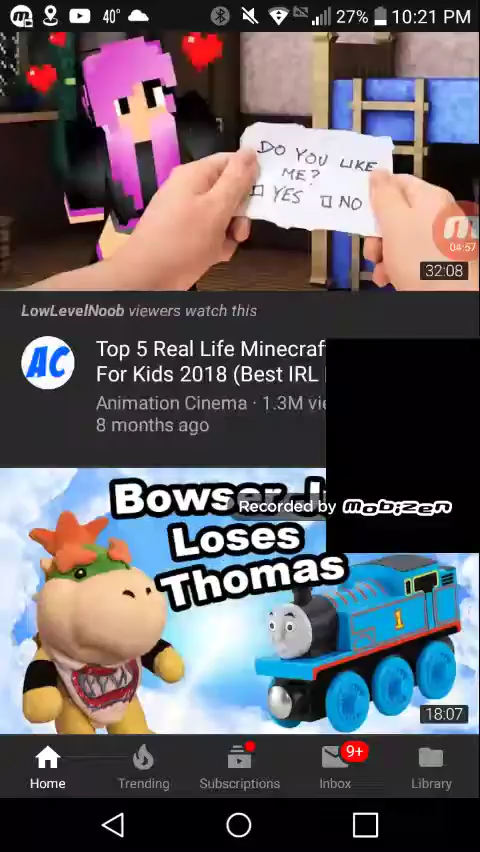 40° 27% 10:21 PM
DO YOU LIKE
ME?
YES NO
04:57
32:08
LowLevelNoob viewers watch this
AC
Top 5 Real Life Minecraf
For Kids 2018 (Best IRL
Animation Cinema · 1.3M vie
8 months ago
Recorded by mobizen
Bowser J
Loses
Thomas
1
18:07
9+
Home Trending Subscriptions Inbox Library